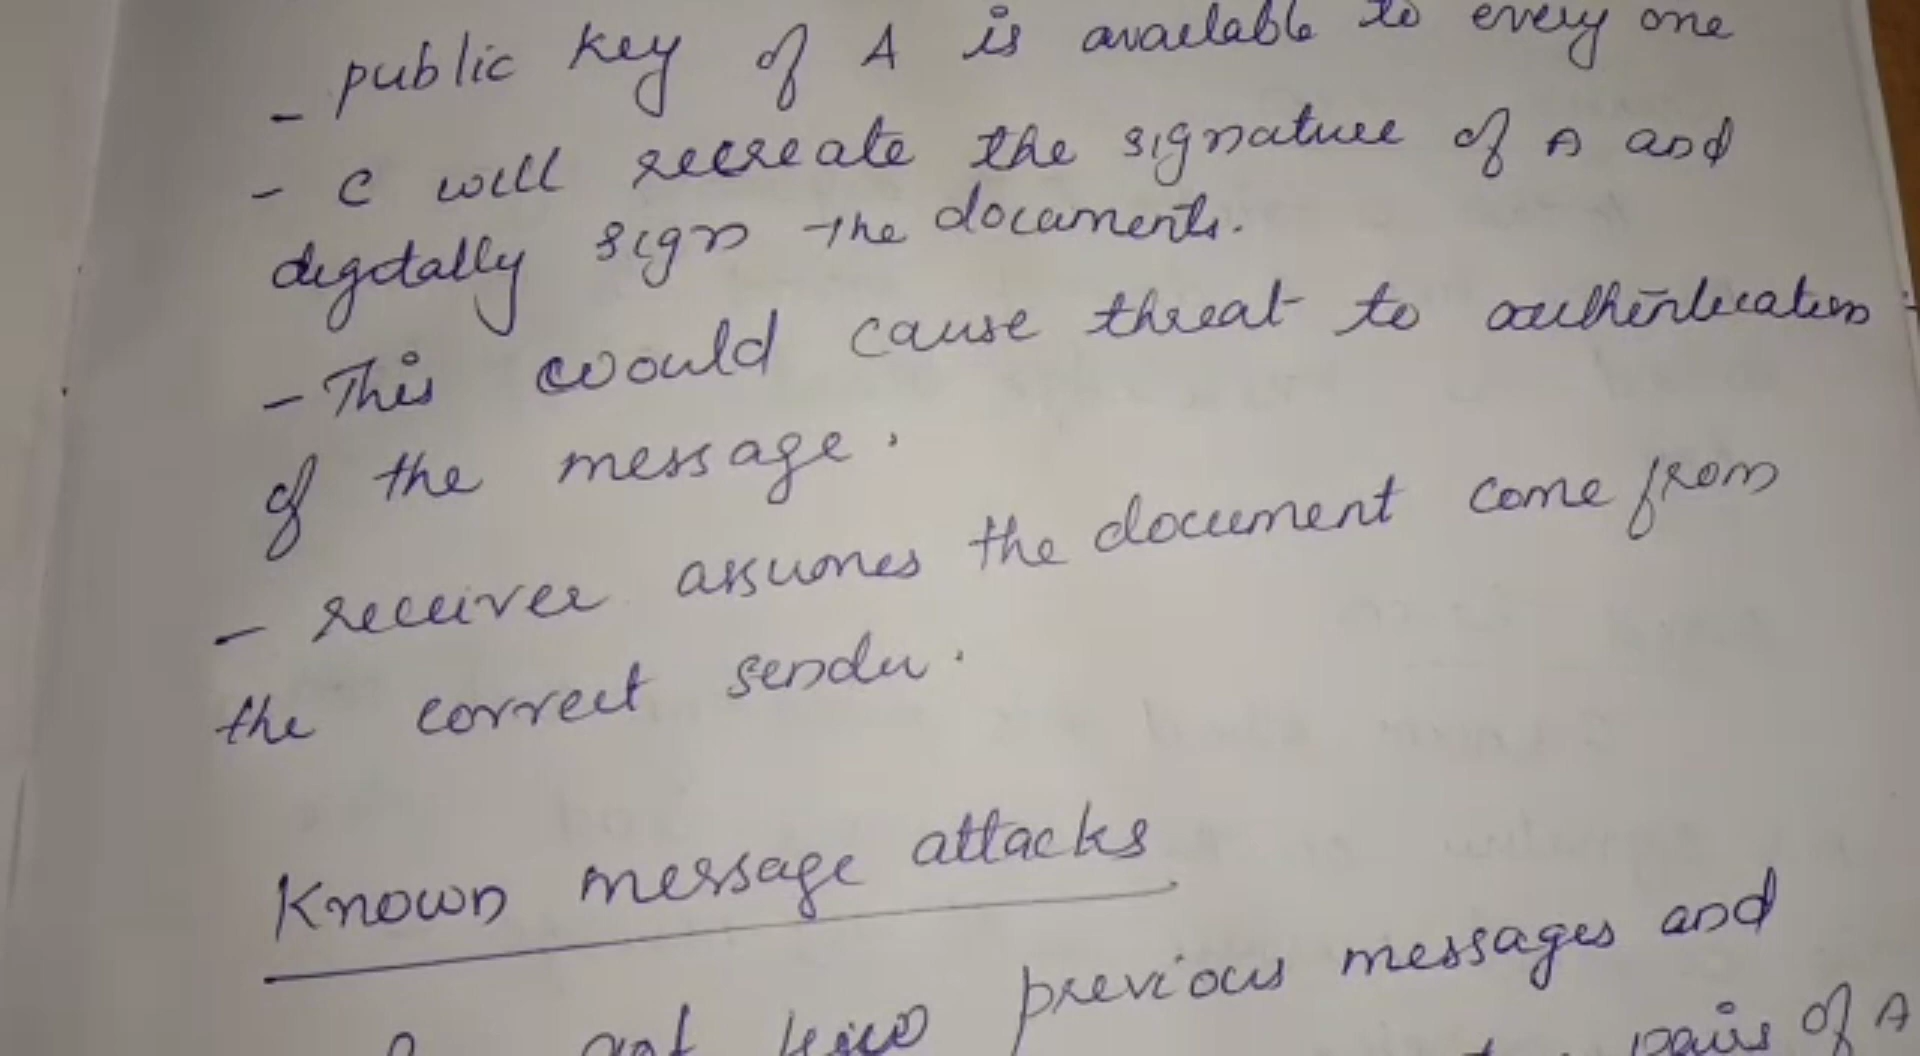 - public key of A is available to every one
- C will recreate the signature of A and
digitally sign the documents.
- This would cause threat to authentication
of the message.
- receiver assumes the document come from
the correct sender.
Known message attacks
previous messages and
pairs of A